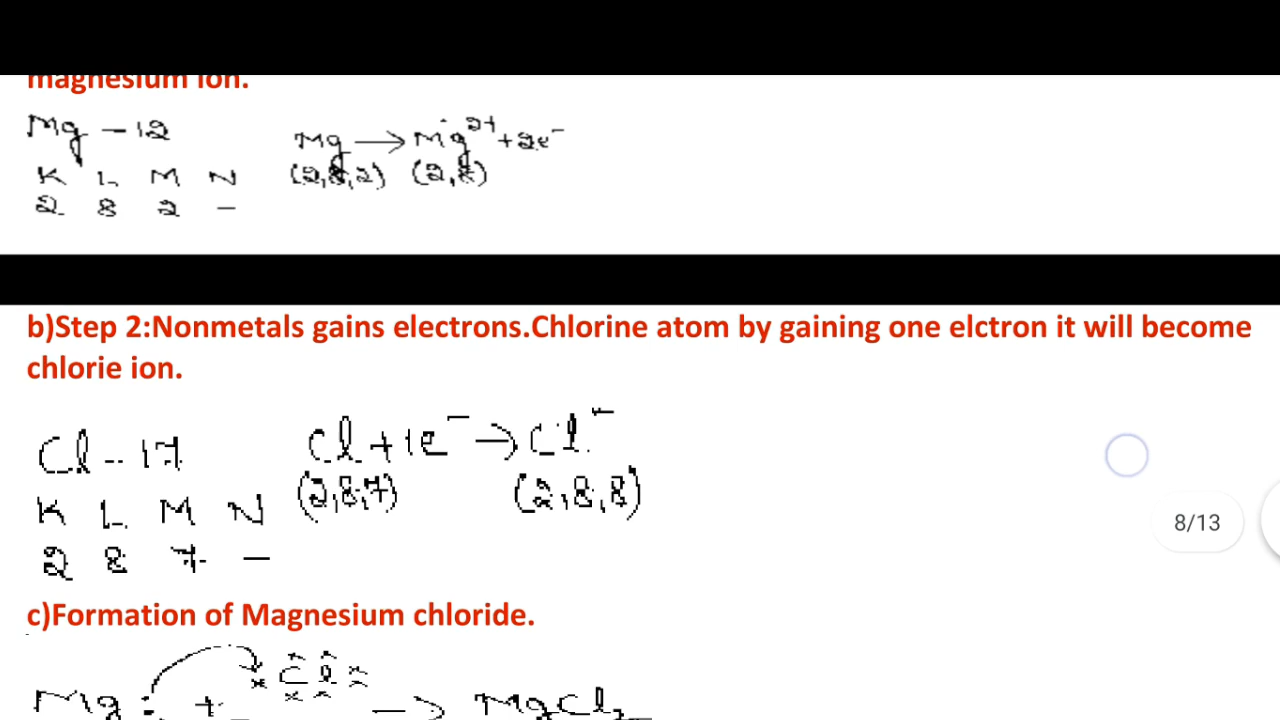 magnesium ion.
Mg - 12
Mg → Mg²⁺ + 2e⁻
K L M N (2,8,2) (2,8)
2 8 2 –
b)Step 2:Nonmetals gains electrons.Chlorine atom by gaining one elctron it will become
chlorie ion.
Cl - 17
Cl + 1e⁻ → Cl⁻
(2,8,7) (2,8,8)
K L M N
2 8 7 –
8/13
c)Formation of Magnesium chloride.
Cl
Mg + → MgCl₂